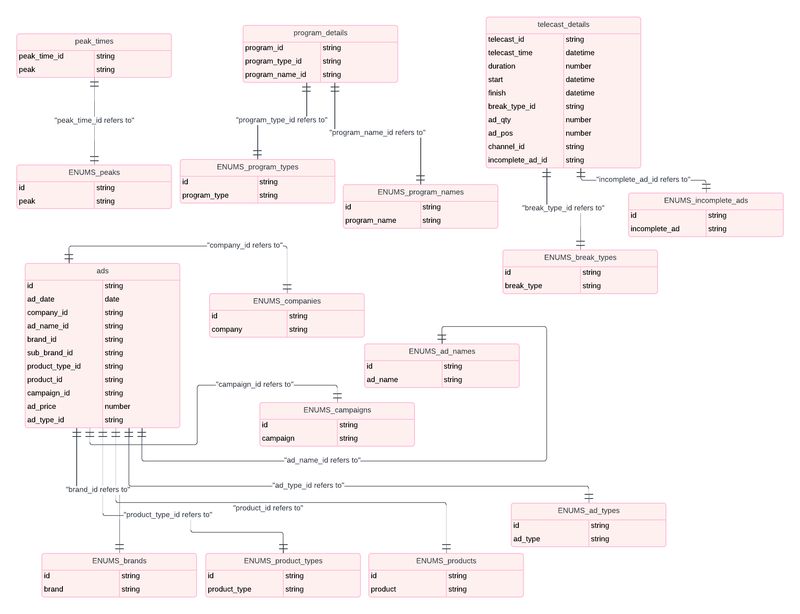 peak_times
peak_time_id string
peak string
"peak_time_id refers to"
ENUMS_peaks
id string
peak string
program_details
program_id string
program_type_id string
program_name_id string
"program_type_id refers to"
"program_name_id refers to"
ENUMS_program_types
id string
program_type string
ENUMS_program_names
id string
program_name string
telecast_details
telecast_id string
telecast_time datetime
duration number
start datetime
finish datetime
break_type_id string
ad_qty number
ad_pos number
channel_id string
incomplete_ad_id string
"incomplete_ad_id refers to"
"break_type_id refers to"
ENUMS_incomplete_ads
id string
incomplete_ad string
ENUMS_break_types
id string
break_type string
"company_id refers to"
ads
id string
ad_date date
company_id string
ad_name_id string
brand_id string
sub_brand_id string
product_type_id string
product_id string
campaign_id string
ad_price number
ad_type_id string
ENUMS_companies
id string
company string
ENUMS_ad_names
id string
ad_name string
"campaign_id refers to"
ENUMS_campaigns
id string
campaign string
"ad_name_id refers to"
"brand_id refers to"
"ad_type_id refers to"
"product_id refers to"
"product_type_id refers to"
ENUMS_ad_types
id string
ad_type string
ENUMS_brands
id string
brand string
ENUMS_product_types
id string
product_type string
ENUMS_products
id string
product string